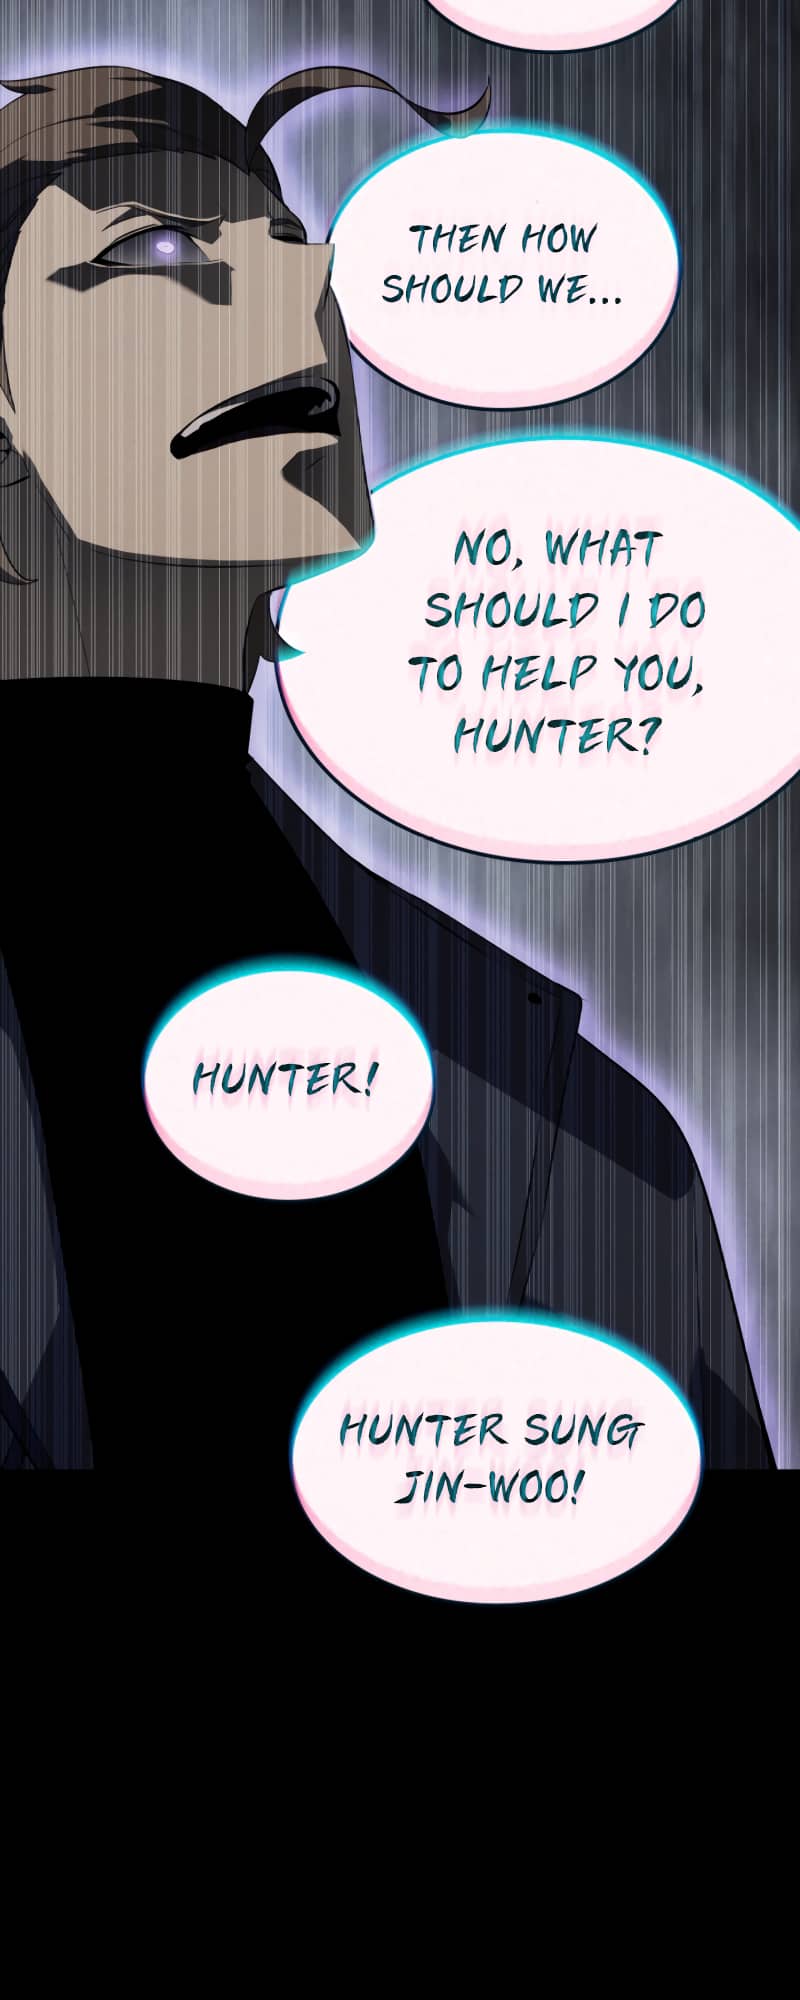 THEN HOW
SHOULD WE...
NO, WHAT
SHOULD I DO
TO HELP YOU,
HUNTER?
HUNTER!
HUNTER SUNG
JIN-WOO!